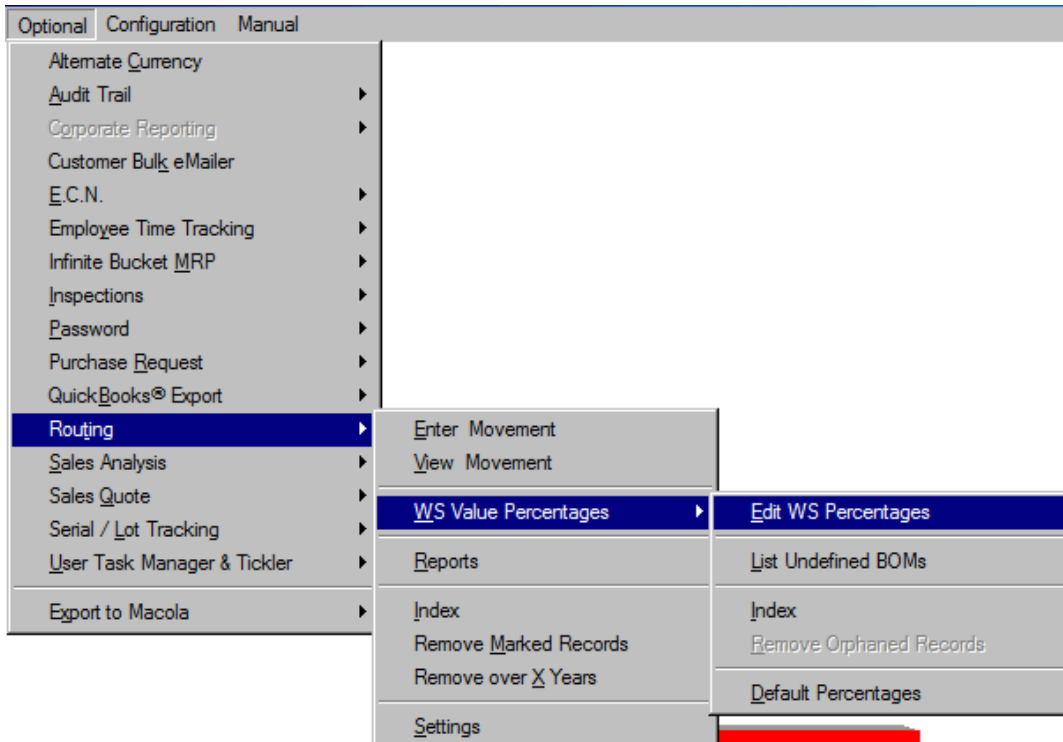 Optional Configuration Manual
Alternate Currency
Audit Trail
Corporate Reporting
Customer Bulk eMailer
E.C.N.
Employee Time Tracking
Infinite Bucket MRP
Inspections
Password
Purchase Request
QuickBooks® Export
Routing
Sales Analysis
Sales Quote
Serial / Lot Tracking
User Task Manager & Tickler
Export to Macola
Enter Movement
View Movement
WS Value Percentages
Reports
Index
Remove Marked Records
Remove over X Years
Settings
Edit WS Percentages
List Undefined BOMs
Index
Remove Orphaned Records
Default Percentages